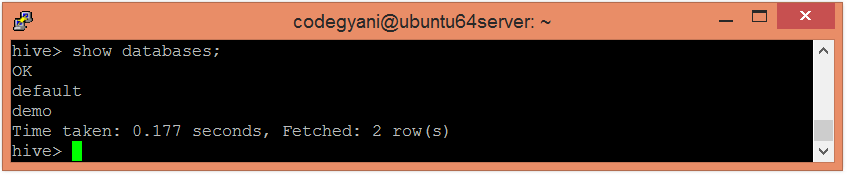 codegyani@ubuntu64server: ~
hive> show databases;
OK
default
demo
Time taken: 0.177 seconds, Fetched: 2 row(s)
hive>